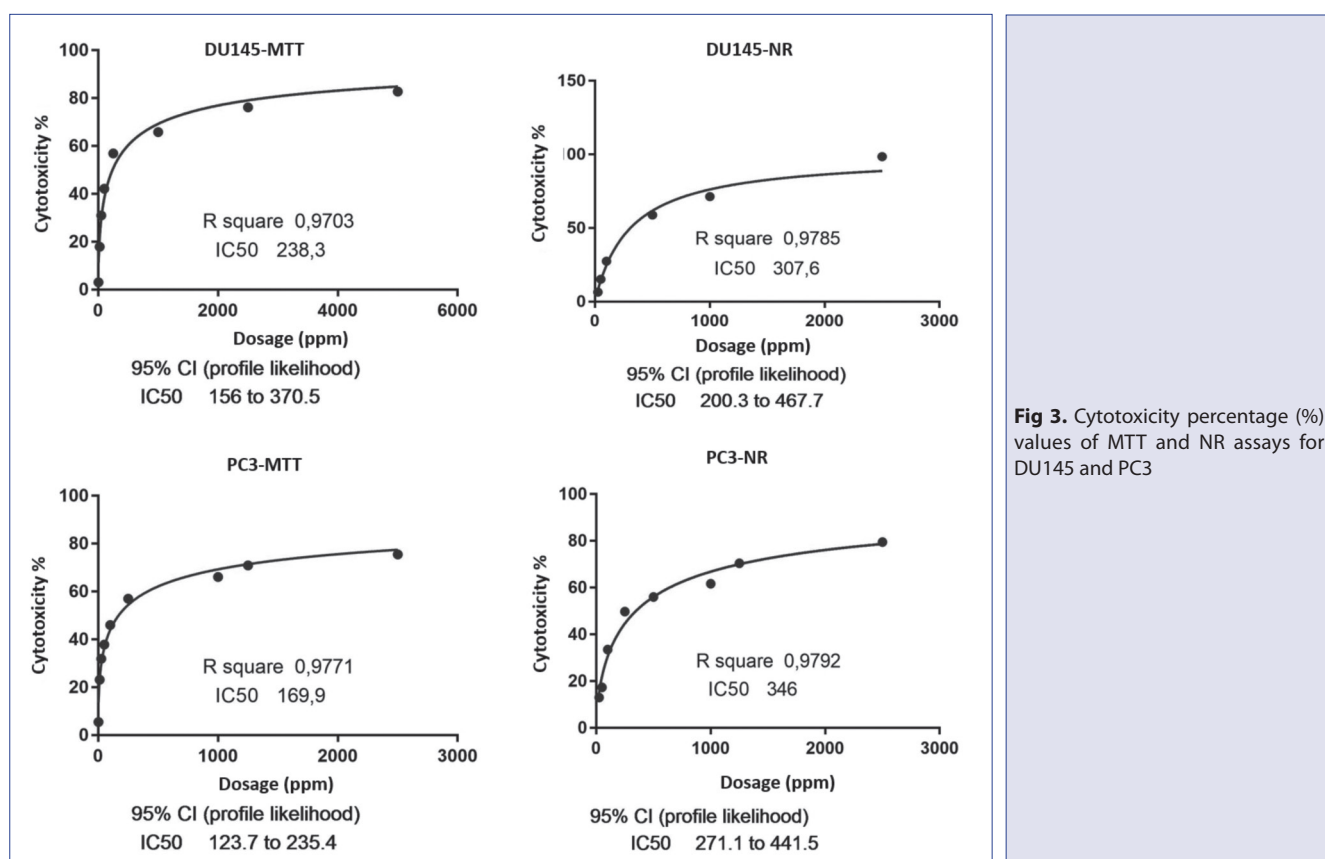 DU145-MTT
100
80
60
40
20
0
Cytotoxicity %
R square 0,9703
IC50 238,3
0 2000 4000 6000
Dosage (ppm)
95% CI (profile likelihood)
IC50 156 to 370.5
DU145-NR
150
100
50
0
Cytotoxicity %
R square 0,9785
IC50 307,6
0 1000 2000 3000
Dosage (ppm)
95% CI (profile likelihood)
IC50 200.3 to 467.7
PC3-MTT
100
80
60
40
20
0
Cytotoxicity %
R square 0,9771
IC50 169,9
0 1000 2000 3000
Dosage (ppm)
95% CI (profile likelihood)
IC50 123.7 to 235.4
PC3-NR
100
80
60
40
20
0
Cytotoxicity %
R square 0,9792
IC50 346
0 1000 2000 3000
Dosage (ppm)
95% CI (profile likelihood)
IC50 271.1 to 441.5
Fig 3. Cytotoxicity percentage (%)
values of MTT and NR assays for
DU145 and PC3